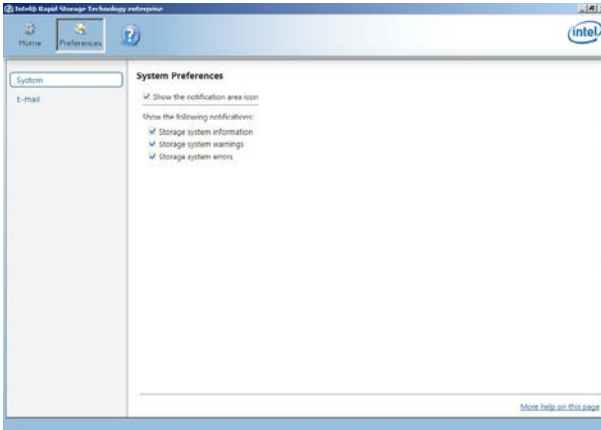 Intel® Rapid Storage Technology enterprise
Home
Preferences
?
intel
System
E-mail
System Preferences
Show the notification area icon
Show the following notifications:
Storage system information
Storage system warnings
Storage system errors
More help on this page